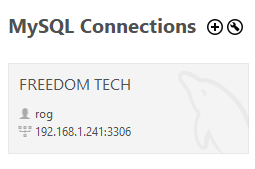 MySQL Connections
FREEDOM TECH
rog
192.168.1.241:3306